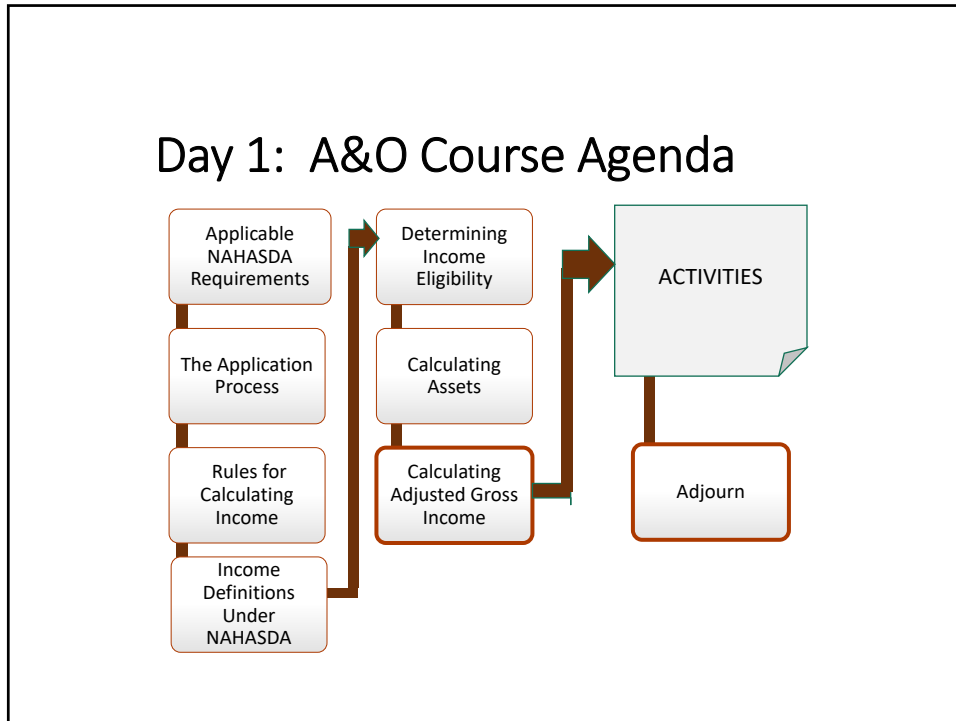 Day 1: A&O Course Agenda
Applicable
NAHASDA
Requirements
The Application
Process
Rules for
Calculating
Income
Income
Definitions
Under
NAHASDA
Determining
Income
Eligibility
Calculating
Assets
Calculating
Adjusted Gross
Income
ACTIVITIES
Adjourn